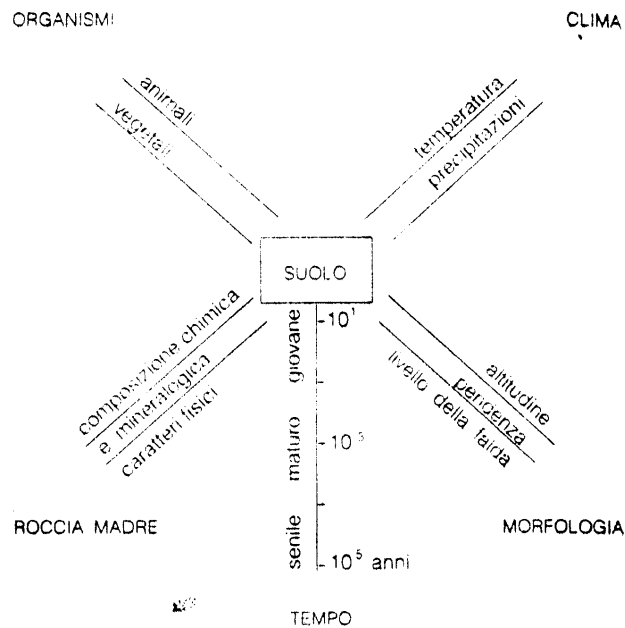 ORGANISMI
CLIMA
animali
vegetali
temperatura
precipitazioni
SUOLO
composizione chimica
e mineralogica
caratteri fisici
giovane
maturo
senile
10¹
10³
10⁵ anni
altitudine
pendenza
livello della falda
ROCCIA MADRE
MORFOLOGIA
TEMPO